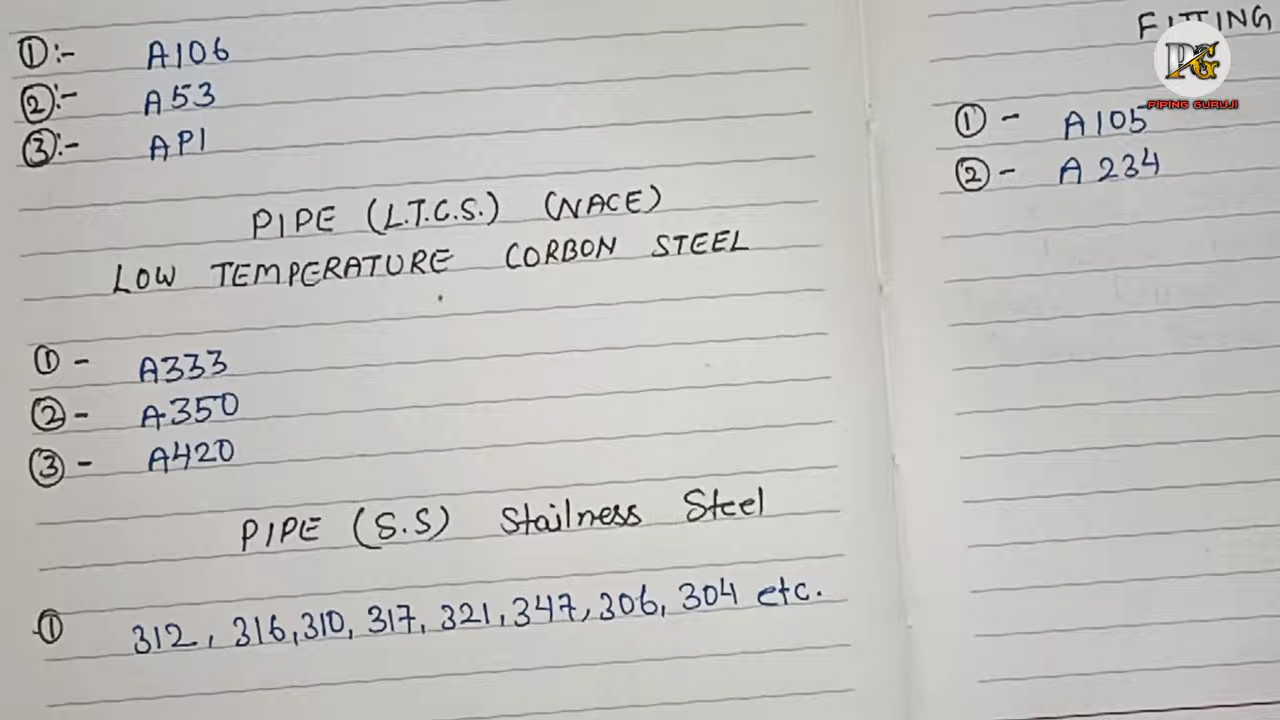 ①:- A106
②:- A53
③:- API
PIPE (L.T.C.S.) (NACE)
LOW TEMPERATURE CORBON STEEL
① - A333
② - A350
③ - A420
PIPE (S.S) Stailness Steel
① 312, 316, 310, 317, 321, 347, 306, 304 etc.
FITTING
PG
PIPING GURUJI
① - A105
② - A234